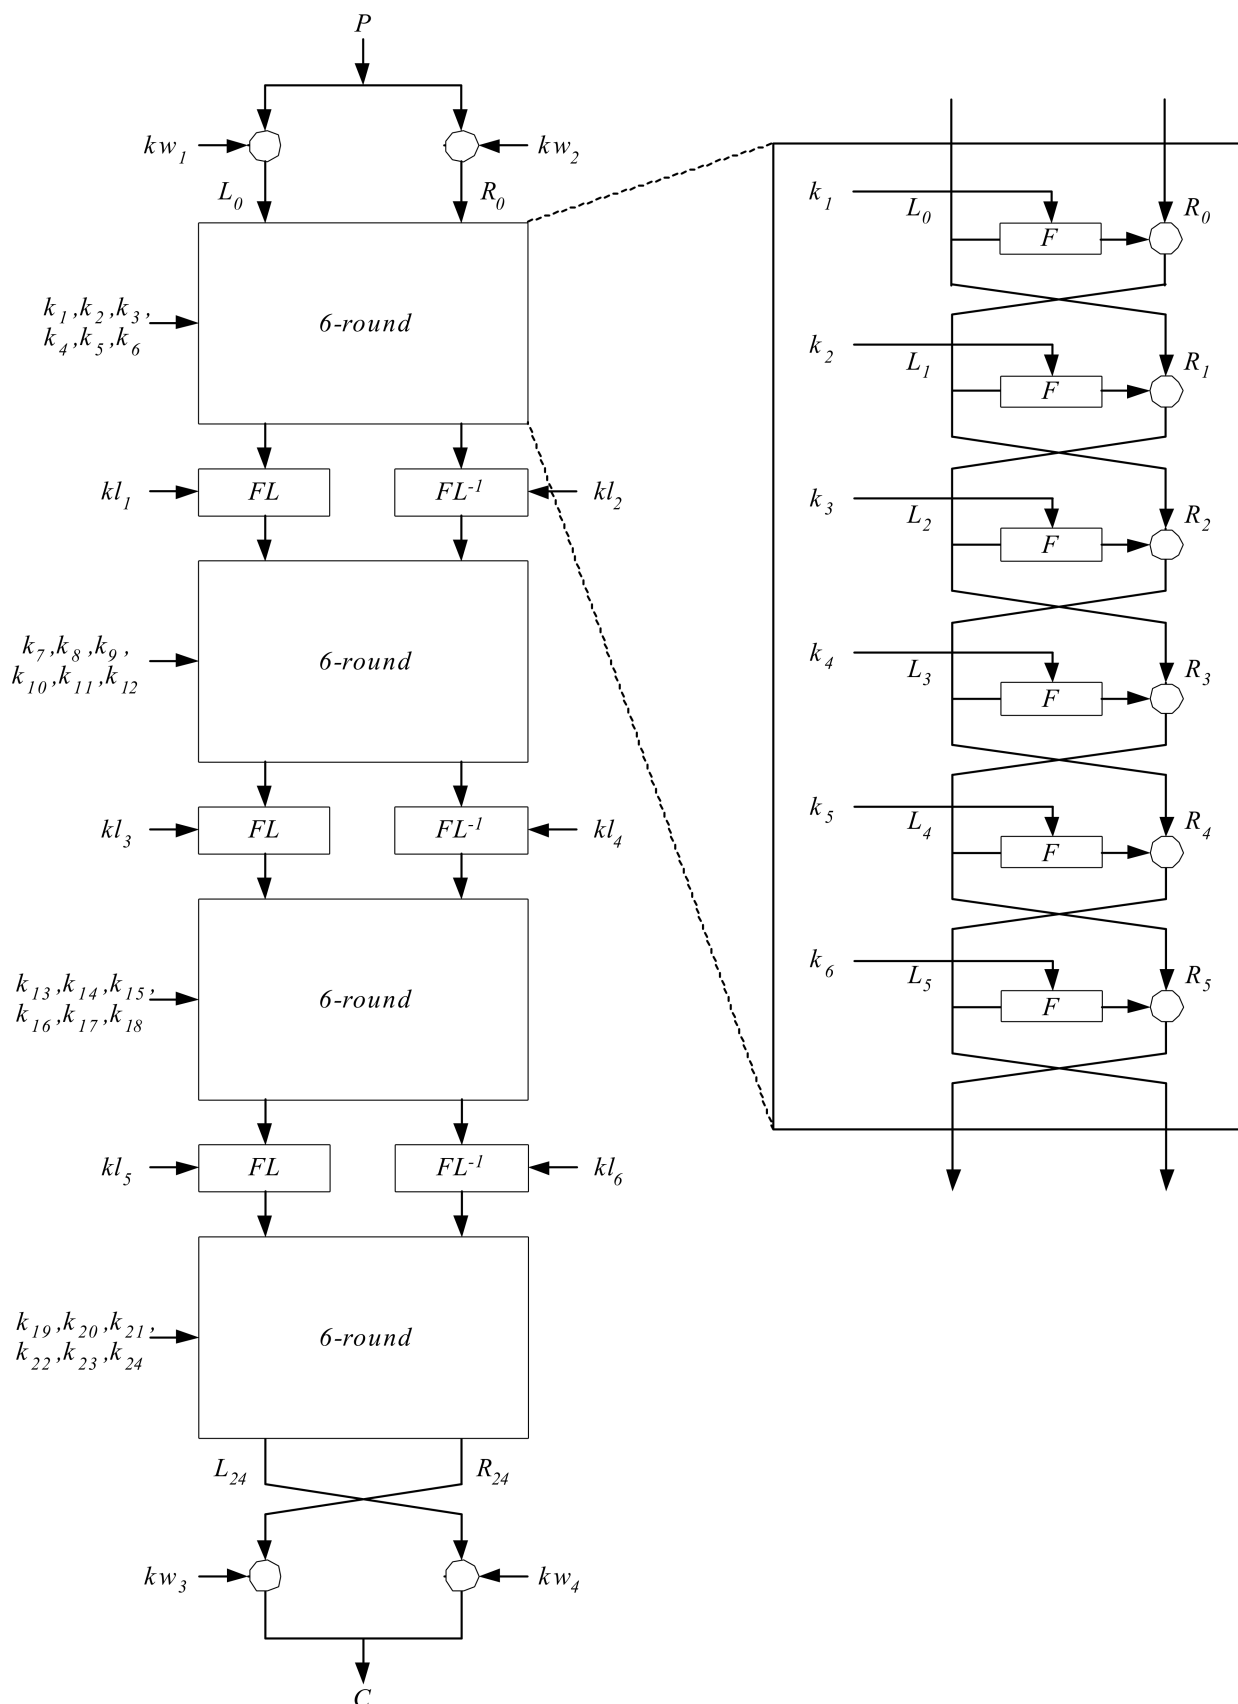 P
kw₁
kw₂
L₀
R₀
k₁,k₂,k₃,
k₄,k₅,k₆
6-round
kl₁
FL
FL⁻¹
kl₂
k₇,k₈,k₉,
k₁₀,k₁₁,k₁₂
6-round
kl₃
FL
FL⁻¹
kl₄
k₁₃,k₁₄,k₁₅,
k₁₆,k₁₇,k₁₈
6-round
kl₅
FL
FL⁻¹
kl₆
k₁₉,k₂₀,k₂₁,
k₂₂,k₂₃,k₂₄
6-round
L₂₄
R₂₄
kw₃
kw₄
C
k₁
L₀
R₀
F
k₂
L₁
R₁
F
k₃
L₂
R₂
F
k₄
L₃
R₃
F
k₅
L₄
R₄
F
k₆
L₅
R₅
F